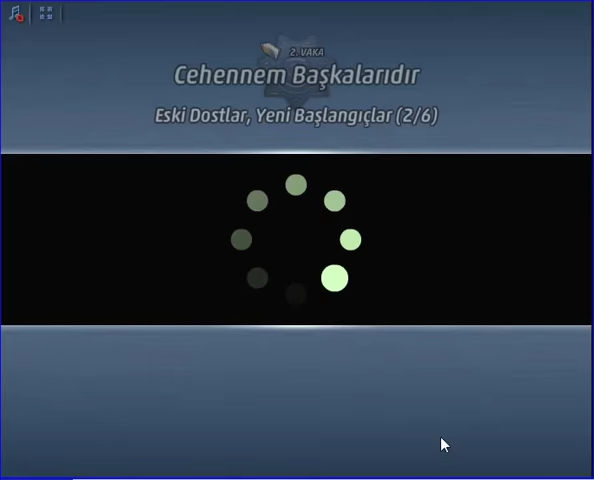 2. VAKA
Cehennem Başkalarıdır
Eski Dostlar, Yeni Başlangıçlar (2/6)